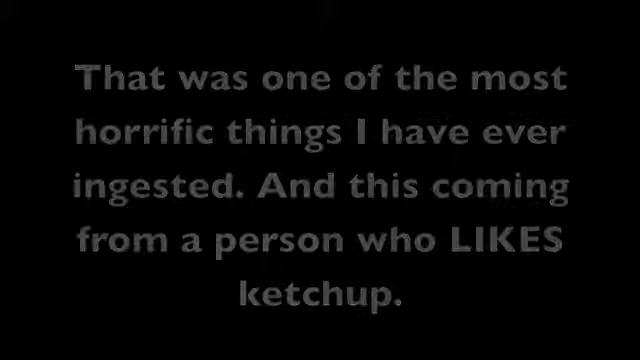 That was one of the most
horrific things I have ever
ingested. And this coming
from a person who LIKES
ketchup.